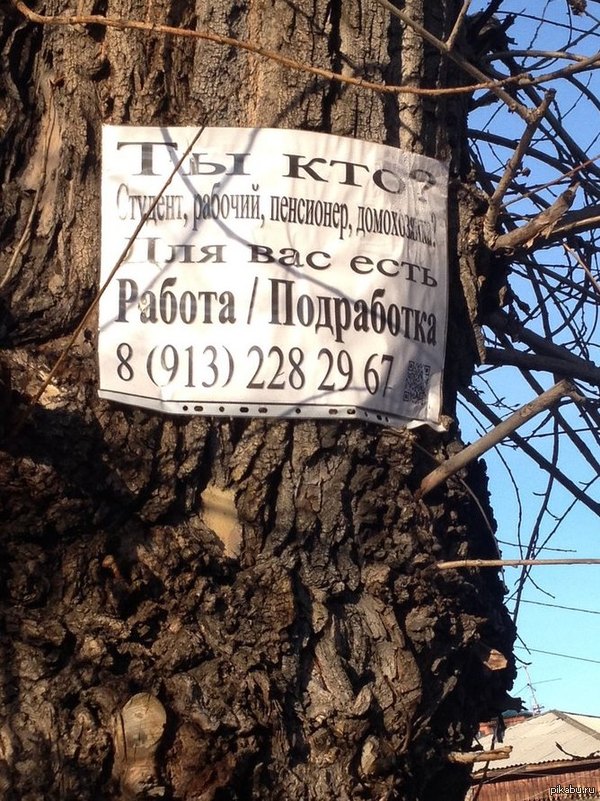 Ты кто?
Студент, рабочий, пенсионер, домохозяйка?
Для вас есть
Работа / Подработка
8 (913) 228 29 67
pikabu.ru